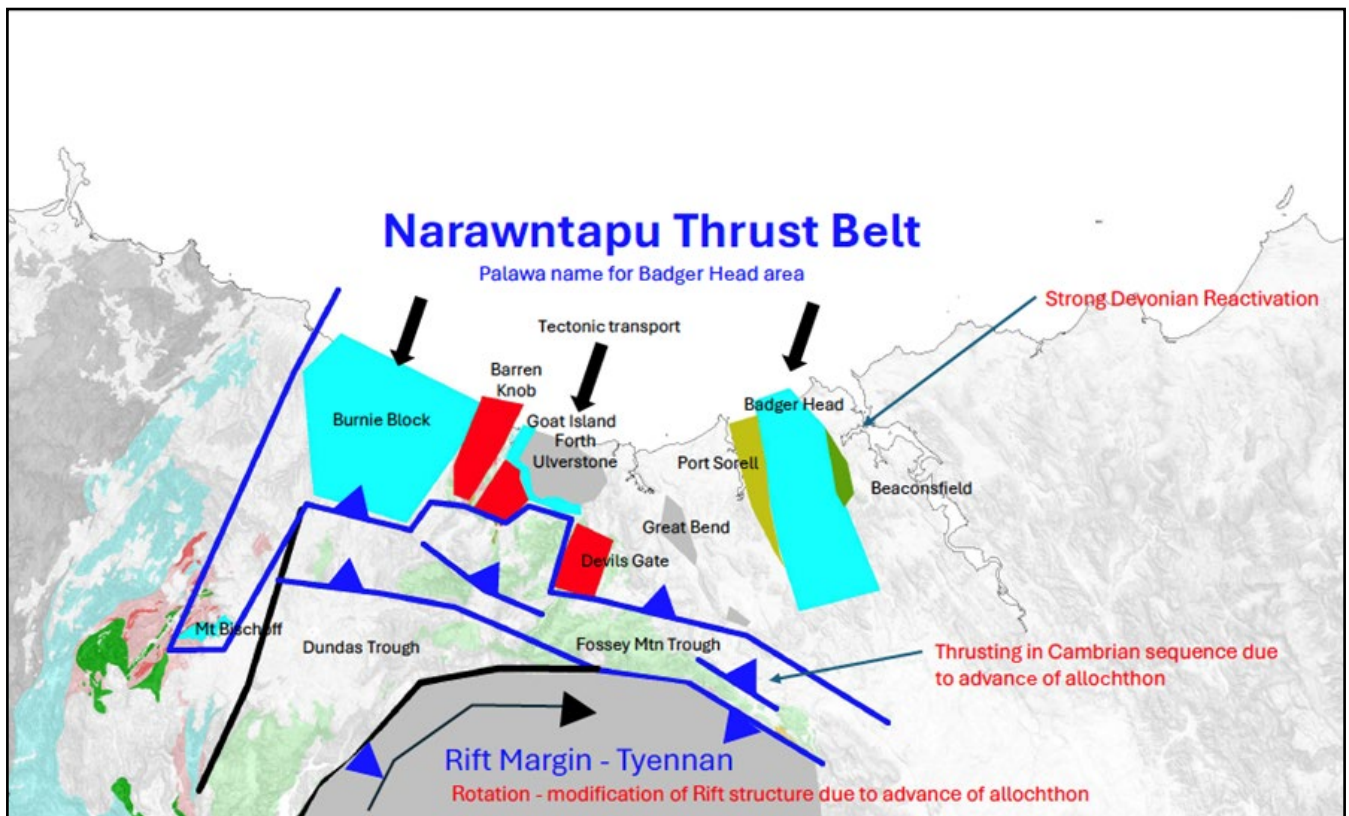 Narawntapu Thrust Belt
Palawa name for Badger Head area
Strong Devonian Reactivation
Tectonic transport
Barren
Knob
Burnie Block
Goat Island
Forth
Ulverstone
Badger Head
Port Sorell
Beaconsfield
Great Bend
Devils Gate
Mt Bischoff
Dundas Trough
Fossey Mtn Trough
Thrusting in Cambrian sequence due
to advance of allochthon
Rift Margin - Tyennan
Rotation - modification of Rift structure due to advance of allochthon